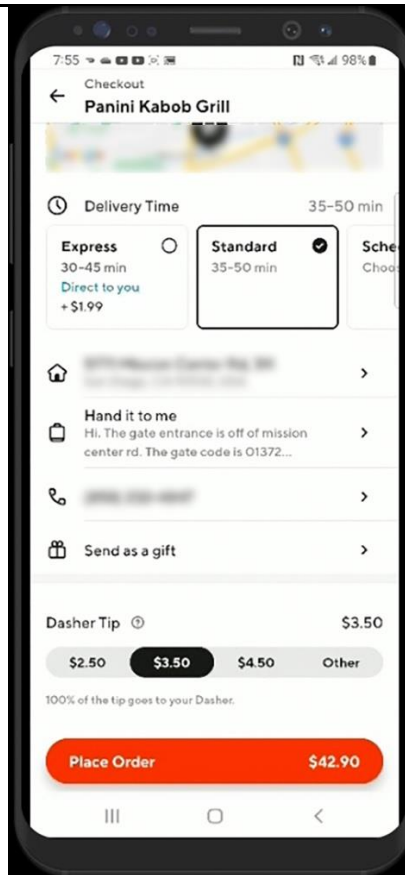 7:55 98%
Checkout
Panini Kabob Grill
Delivery Time 35–50 min
Express Standard Sche
30–45 min 35–50 min Choo
Direct to you
+ $1.99
Hand it to me
Hi. The gate entrance is off of mission
center rd. The gate code is 01372...
Send as a gift
Dasher Tip ? $3.50
$2.50 $3.50 $4.50 Other
100% of the tip goes to your Dasher.
Place Order $42.90